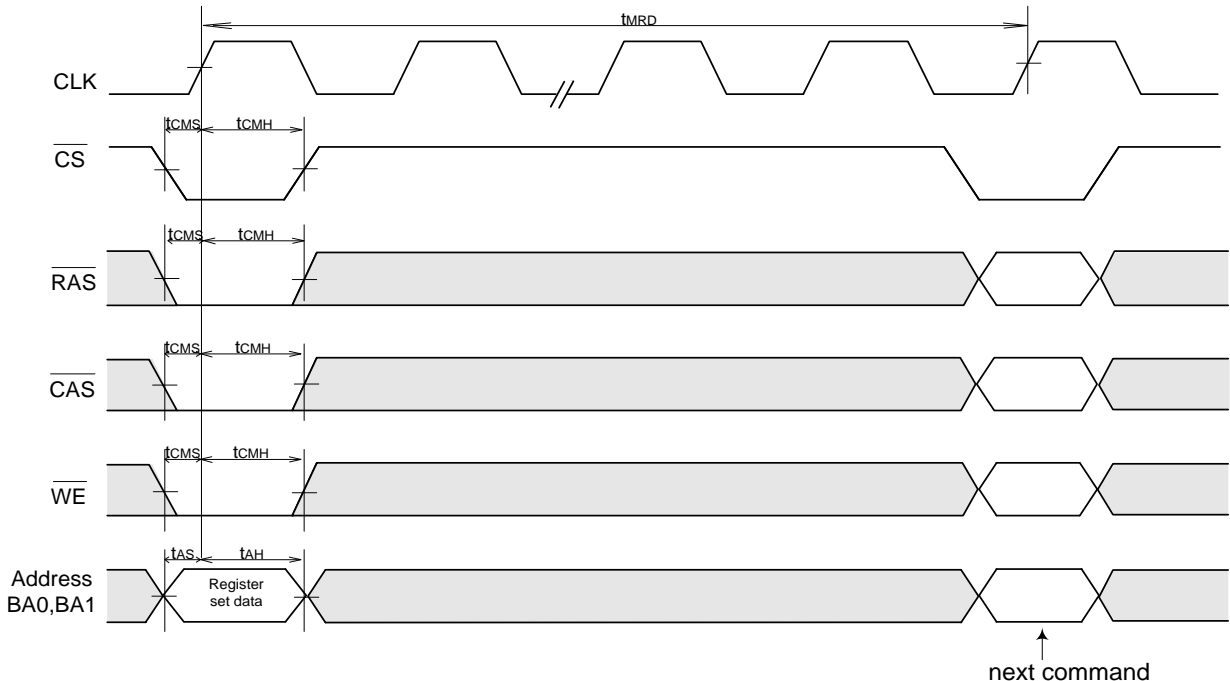 tMRD
CLK
tCMS tCMH
CS
tCMS tCMH
RAS
tCMS tCMH
CAS
tCMS tCMH
WE
tAS tAH
Address
BA0,BA1
Register
set data
next command